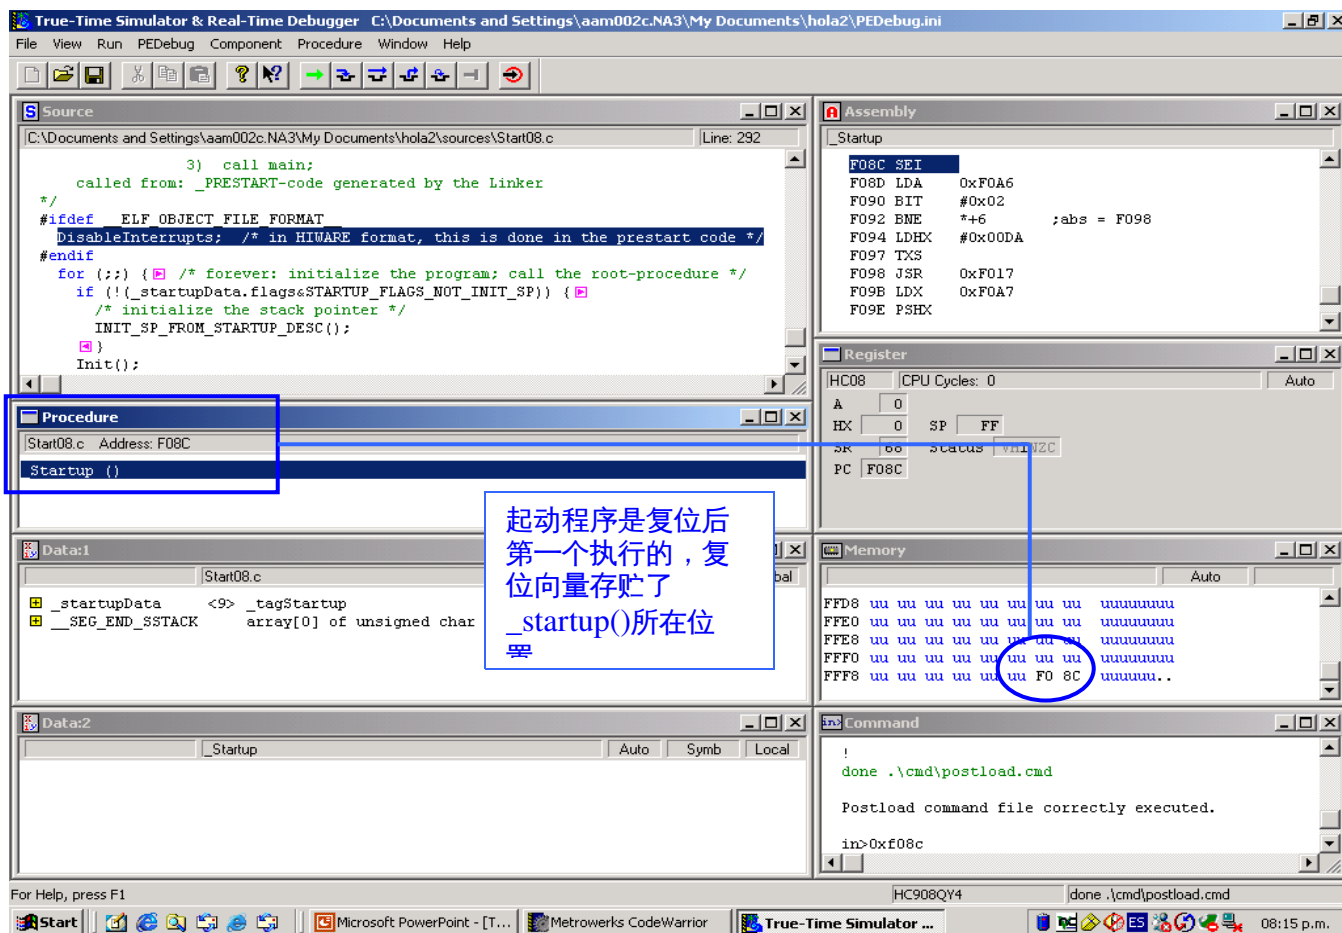 True-Time Simulator & Real-Time Debugger C:\Documents and Settings\aam002c.NA3\My Documents\hola2\PEDebug.ini
File View Run PEDebug Component Procedure Window Help
Source
C:\Documents and Settings\aam002c.NA3\My Documents\hola2\sources\Start08.c Line: 292
3) call main;
called from: _PRESTART-code generated by the Linker
*/
#ifdef __ELF_OBJECT_FILE_FORMAT__
DisableInterrupts; /* in HIWARE format, this is done in the prestart code */
#endif
for (;;) { /* forever: initialize the program; call the root-procedure */
if (!(_startupData.flags&STARTUP_FLAGS_NOT_INIT_SP)) {
/* initialize the stack pointer */
INIT_SP_FROM_STARTUP_DESC();
}
Init();
Assembly
_Startup
F08C SEI
F08D LDA 0xF0A6
F090 BIT #0x02
F092 BNE *+6 ;abs = F098
F094 LDHX #0x00DA
F097 TXS
F098 JSR 0xF017
F09B LDX 0xF0A7
F09E PSHX
Register
HC08 CPU Cycles: 0 Auto
A 0
HX 0 SP FF
SR 68 Status VHINZC
PC F08C
Procedure
Start08.c Address: F08C
_Startup ()
起动程序是复位后
第一个执行的，复
位向量存贮了
_startup()所在位
置
Data:1
Start08.c
_startupData <9> _tagStartup
__SEG_END_SSTACK array[0] of unsigned char
Memory
Auto
FFD8 uu uu uu uu uu uu uu uu uuuuuuuu
FFE0 uu uu uu uu uu uu uu uu uuuuuuuu
FFE8 uu uu uu uu uu uu uu uu uuuuuuuu
FFF0 uu uu uu uu uu uu uu uu uuuuuuuu
FFF8 uu uu uu uu uu uu F0 8C uuuuuu..
Data:2
_Startup Auto Symb Local
Command
!
done .\cmd\postload.cmd
Postload command file correctly executed.
in>0xf08c
For Help, press F1 HC908QY4 done .\cmd\postload.cmd
Start Microsoft PowerPoint - [T... Metrowerks CodeWarrior True-Time Simulator ... ES 08:15 p.m.